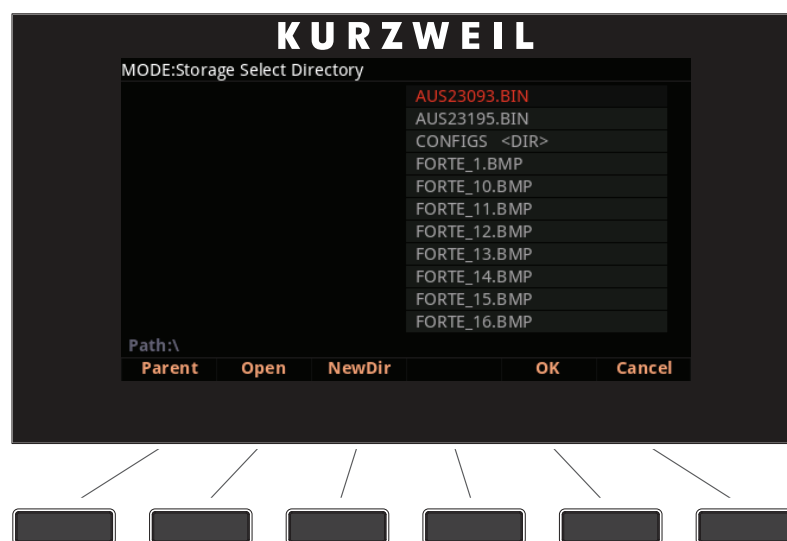 KURZWEIL
MODE:Storage Select Directory
AUS23093.BIN
AUS23195.BIN
CONFIGS <DIR>
FORTE_1.BMP
FORTE_10.BMP
FORTE_11.BMP
FORTE_12.BMP
FORTE_13.BMP
FORTE_14.BMP
FORTE_15.BMP
FORTE_16.BMP
Path:\
Parent Open NewDir OK Cancel